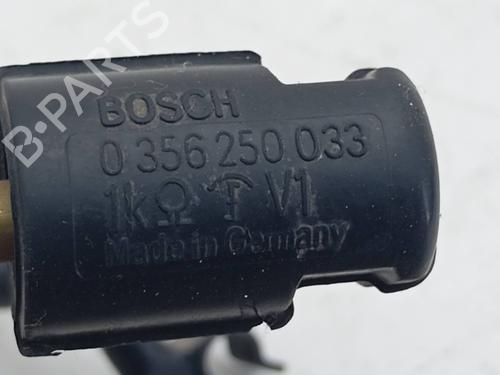 B-PARTS
BOSCH
0 356 250 033
1kΩ V1
Made in Germany